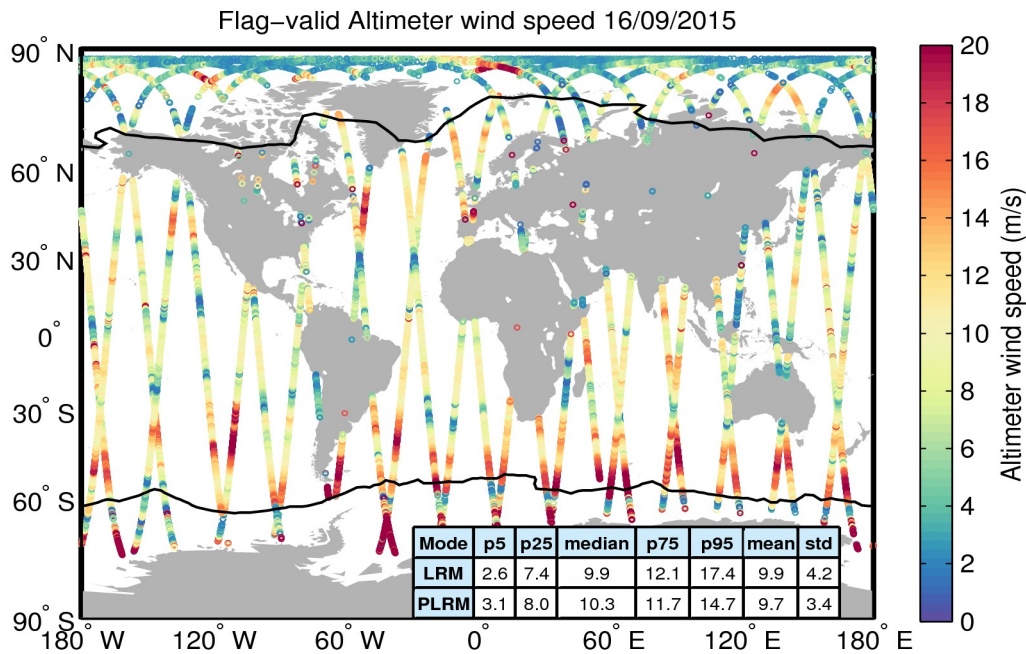 Flag−valid Altimeter wind speed 16/09/2015
90° N
60° N
30° N
0°
30° S
60° S
90° S
180° W
120° W
60° W
0°
60° E
120° E
180° E
Mode p5 p25 median p75 p95 mean std
LRM 2.6 7.4 9.9 12.1 17.4 9.9 4.2
PLRM 3.1 8.0 10.3 11.7 14.7 9.7 3.4
20
18
16
14
12
10
8
6
4
2
0
Altimeter wind speed (m/s)